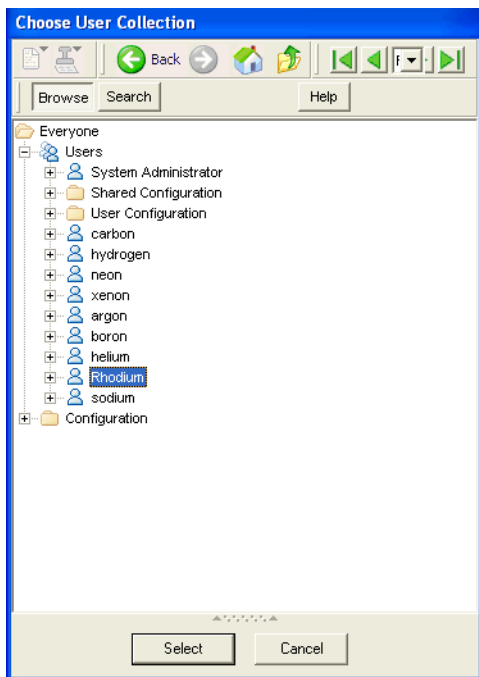 Choose User Collection
Back
Browse Search Help
Everyone
Users
System Administrator
Shared Configuration
User Configuration
carbon
hydrogen
neon
xenon
argon
boron
helium
Rhodium
sodium
Configuration
Select Cancel